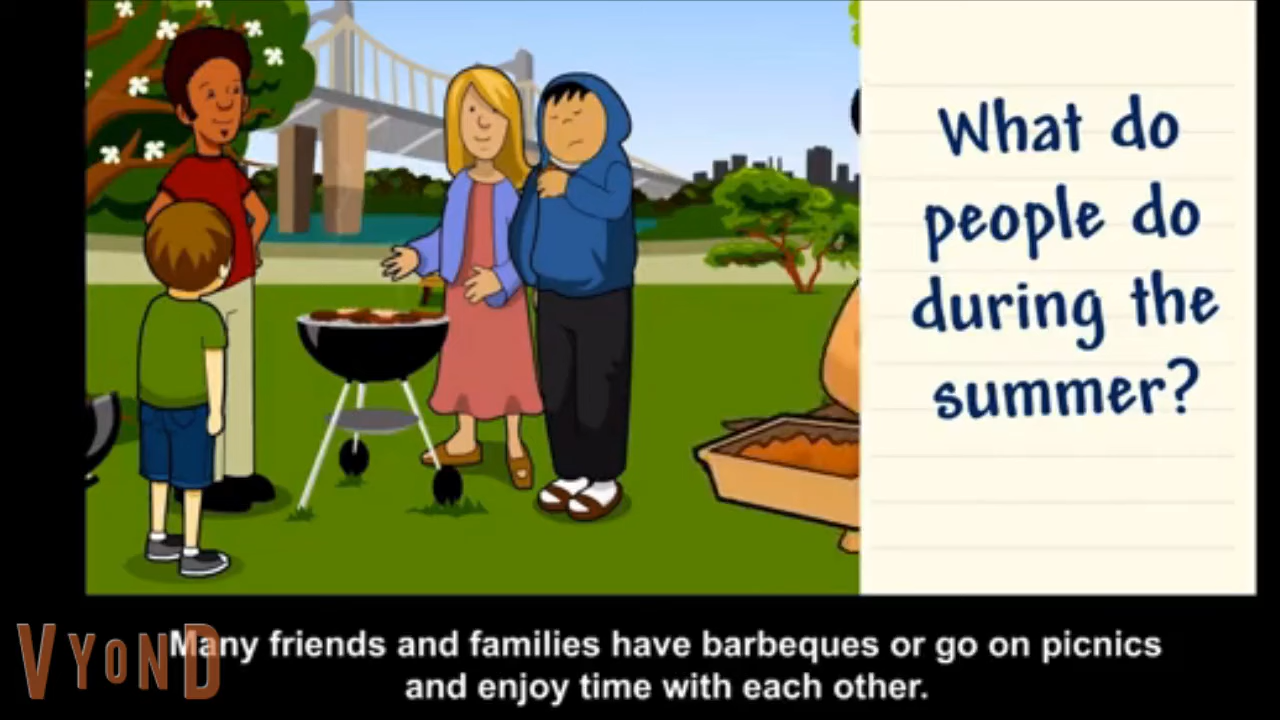 What do
people do
during the
summer?
Many friends and families have barbeques or go on picnics
and enjoy time with each other.
VYOND